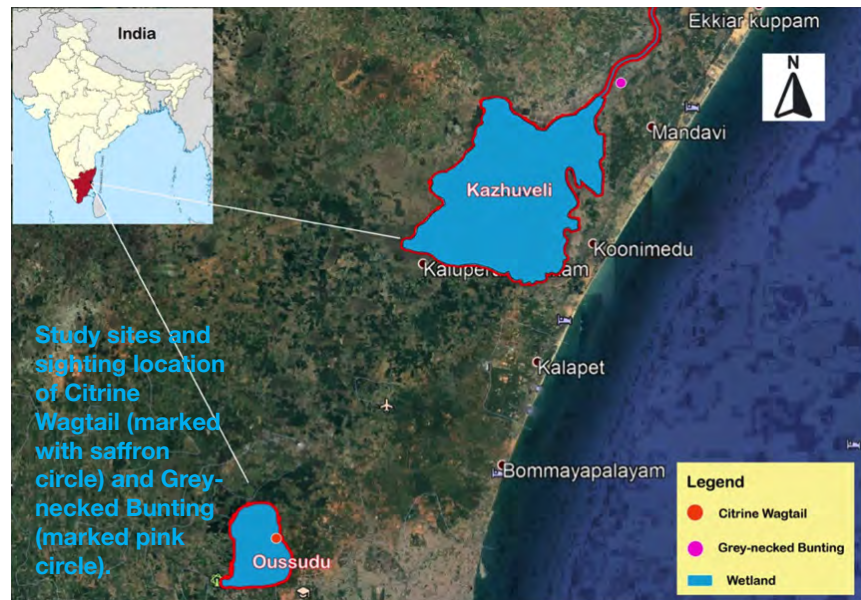 India
Ekkiar kuppam
N
Mandavi
Kazhuveli
Koonimedu
Study sites and
sighting location
of Citrine
Wagtail (marked
with saffron
circle) and Grey-
necked Bunting
(marked pink
circle).
Kalapet
Bommayapalayam
Oussudu
Legend
Citrine Wagtail
Grey-necked Bunting
Wetland